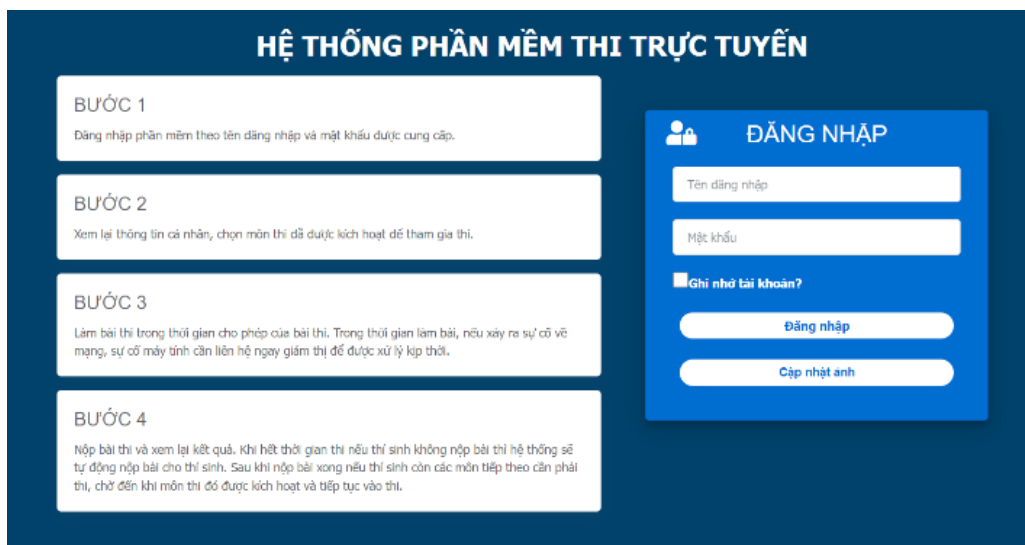 HỆ THỐNG PHẦN MỀM THI TRỰC TUYẾN
BƯỚC 1
Đăng nhập phần mềm theo tên đăng nhập và mật khẩu được cung cấp.
BƯỚC 2
Xem lại thông tin cá nhân, chọn môn thi đã được kích hoạt để tham gia thi.
BƯỚC 3
Làm bài thi trong thời gian cho phép của bài thi. Trong thời gian làm bài, nếu xảy ra sự cố về
mạng, sự cố máy tính cần liên hệ ngay giám thị để được xử lý kịp thời.
BƯỚC 4
Nộp bài thi và xem lại kết quả. Khi hết thời gian thi nếu thí sinh không nộp bài thì hệ thống sẽ
tự động nộp bài cho thí sinh. Sau khi nộp bài xong nếu thí sinh còn các môn tiếp theo cần phải
thi, chờ đến khi môn thi đó được kích hoạt và tiếp tục vào thi.
ĐĂNG NHẬP
Tên đăng nhập
Mật khẩu
Ghi nhớ tài khoản?
Đăng nhập
Cập nhật ảnh